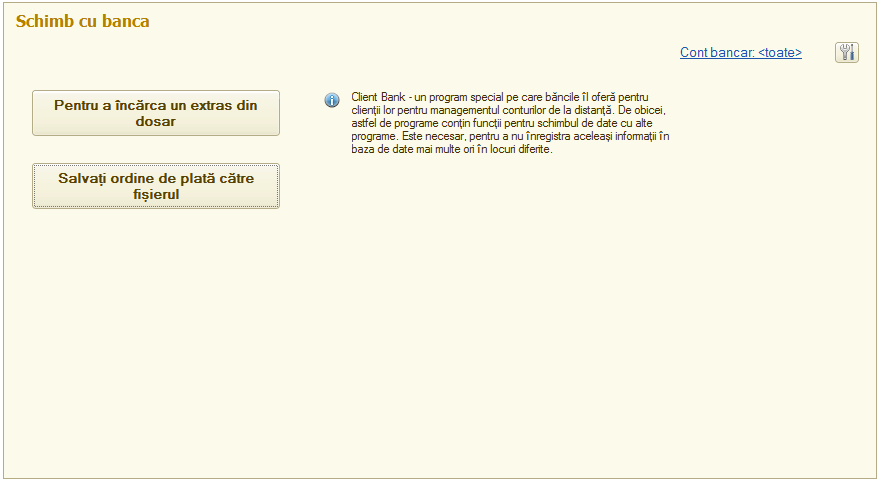 Schimb cu banca
Cont bancar: <toate>
Pentru a încărca un extras din
dosar
Salvați ordine de plată către
fișierul
Client Bank - un program special pe care băncile îl oferă pentru
clienții lor pentru managementul conturilor de la distanță. De obicei,
astfel de programe conțin funcții pentru schimbul de date cu alte
programe. Este necesar, pentru a nu înregistra aceleași informații în
baza de date mai multe ori în locuri diferite.